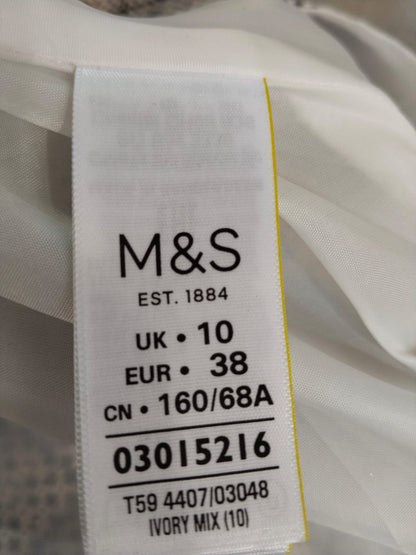 M&S
EST. 1884
UK • 10
EUR • 38
CN • 160/68A
03015216
T59 4407/03048
IVORY MIX (10)